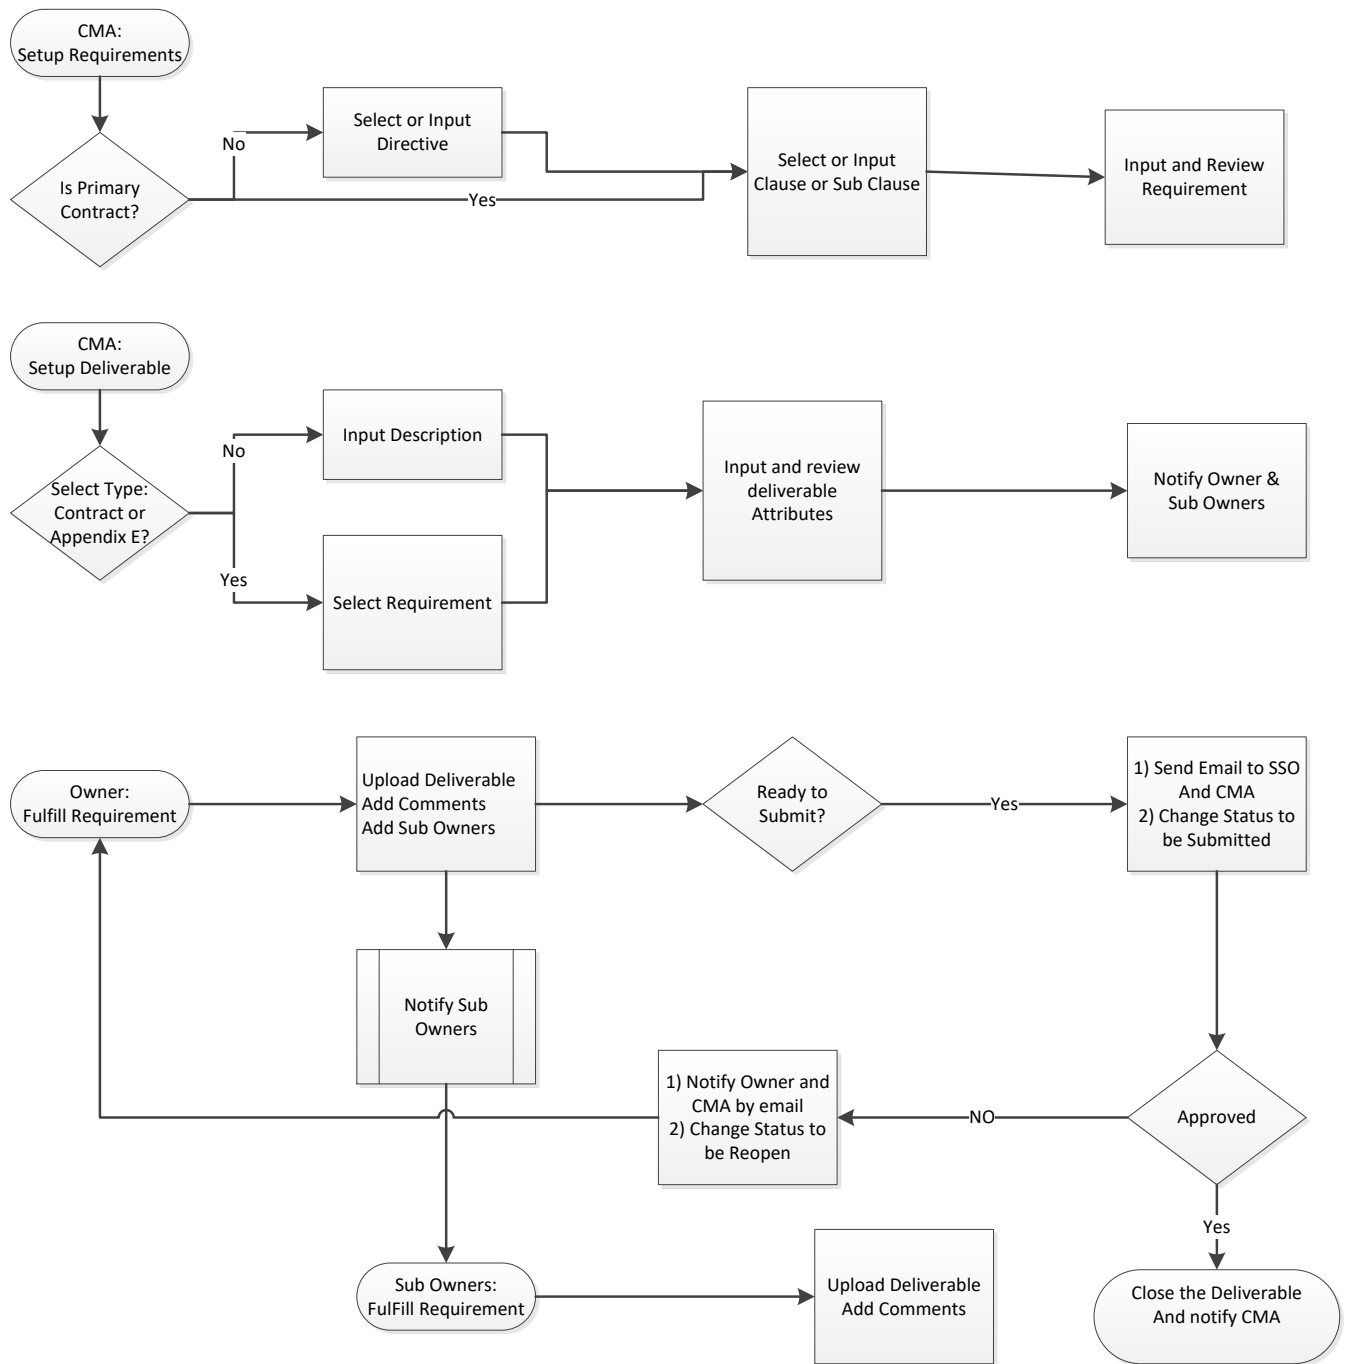 CMA:
Setup Requirements
Is Primary
Contract?
No
Select or Input
Directive
Yes
Select or Input
Clause or Sub Clause
Input and Review
Requirement
CMA:
Setup Deliverable
Select Type:
Contract or
Appendix E?
No
Input Description
Yes
Select Requirement
Input and review
deliverable
Attributes
Notify Owner &
Sub Owners
Owner:
Fulfill Requirement
Upload Deliverable
Add Comments
Add Sub Owners
Ready to
Submit?
Yes
1) Send Email to SSO
And CMA
2) Change Status to
be Submitted
Notify Sub
Owners
1) Notify Owner and
CMA by email
2) Change Status to
be Reopen
NO
Approved
Yes
Sub Owners:
FulFill Requirement
Upload Deliverable
Add Comments
Close the Deliverable
And notify CMA